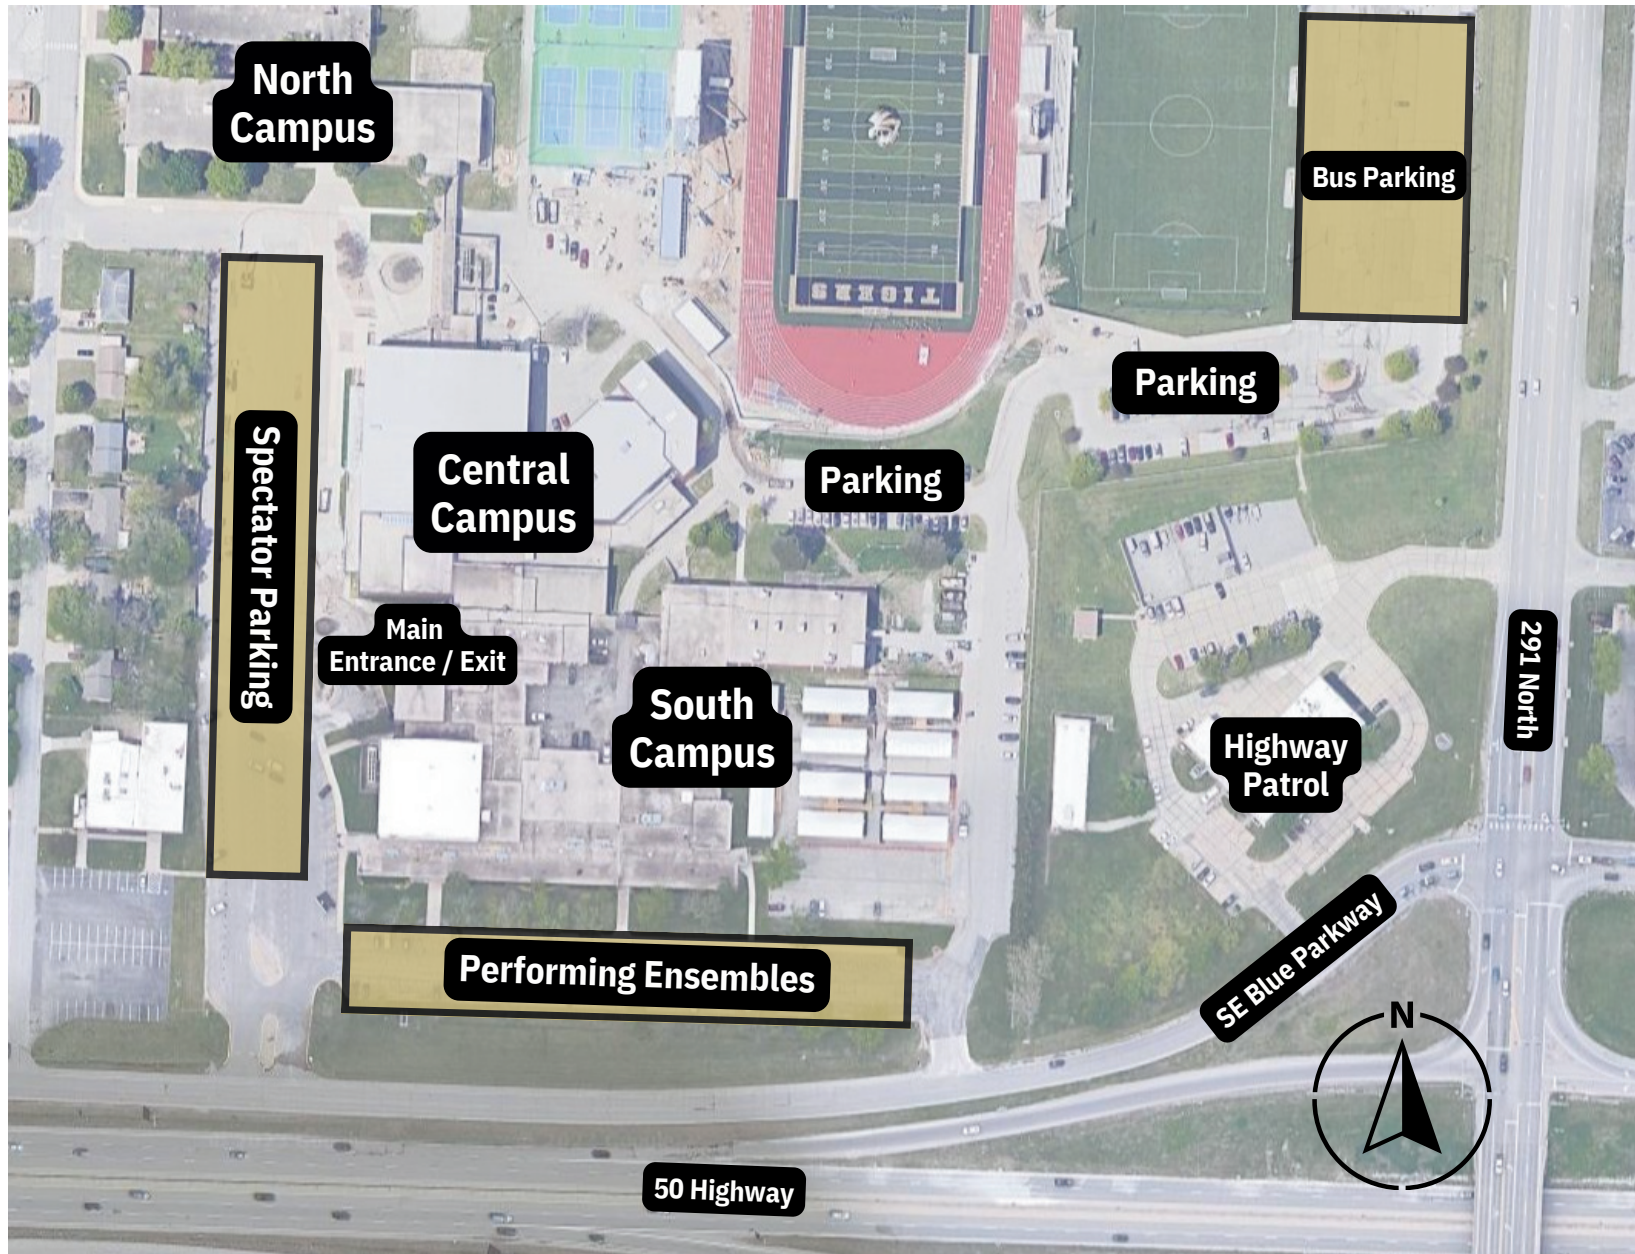 North
Campus
Bus Parking
Parking
Spectator Parking
Central
Campus
Parking
TIGERS
Main
Entrance / Exit
South
Campus
291 North
Highway
Patrol
Performing Ensembles
SE Blue Parkway
N
50 Highway